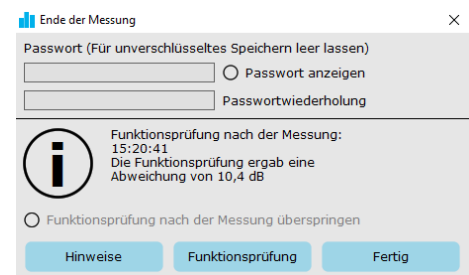 Ende der Messung
Passwort (Für unverschlüsseltes Speichern leer lassen)
Passwort anzeigen
Passwortwiederholung
Funktionsprüfung nach der Messung:
15:20:41
Die Funktionsprüfung ergab eine
Abweichung von 10,4 dB
Funktionsprüfung nach der Messung überspringen
Hinweise Funktionsprüfung Fertig